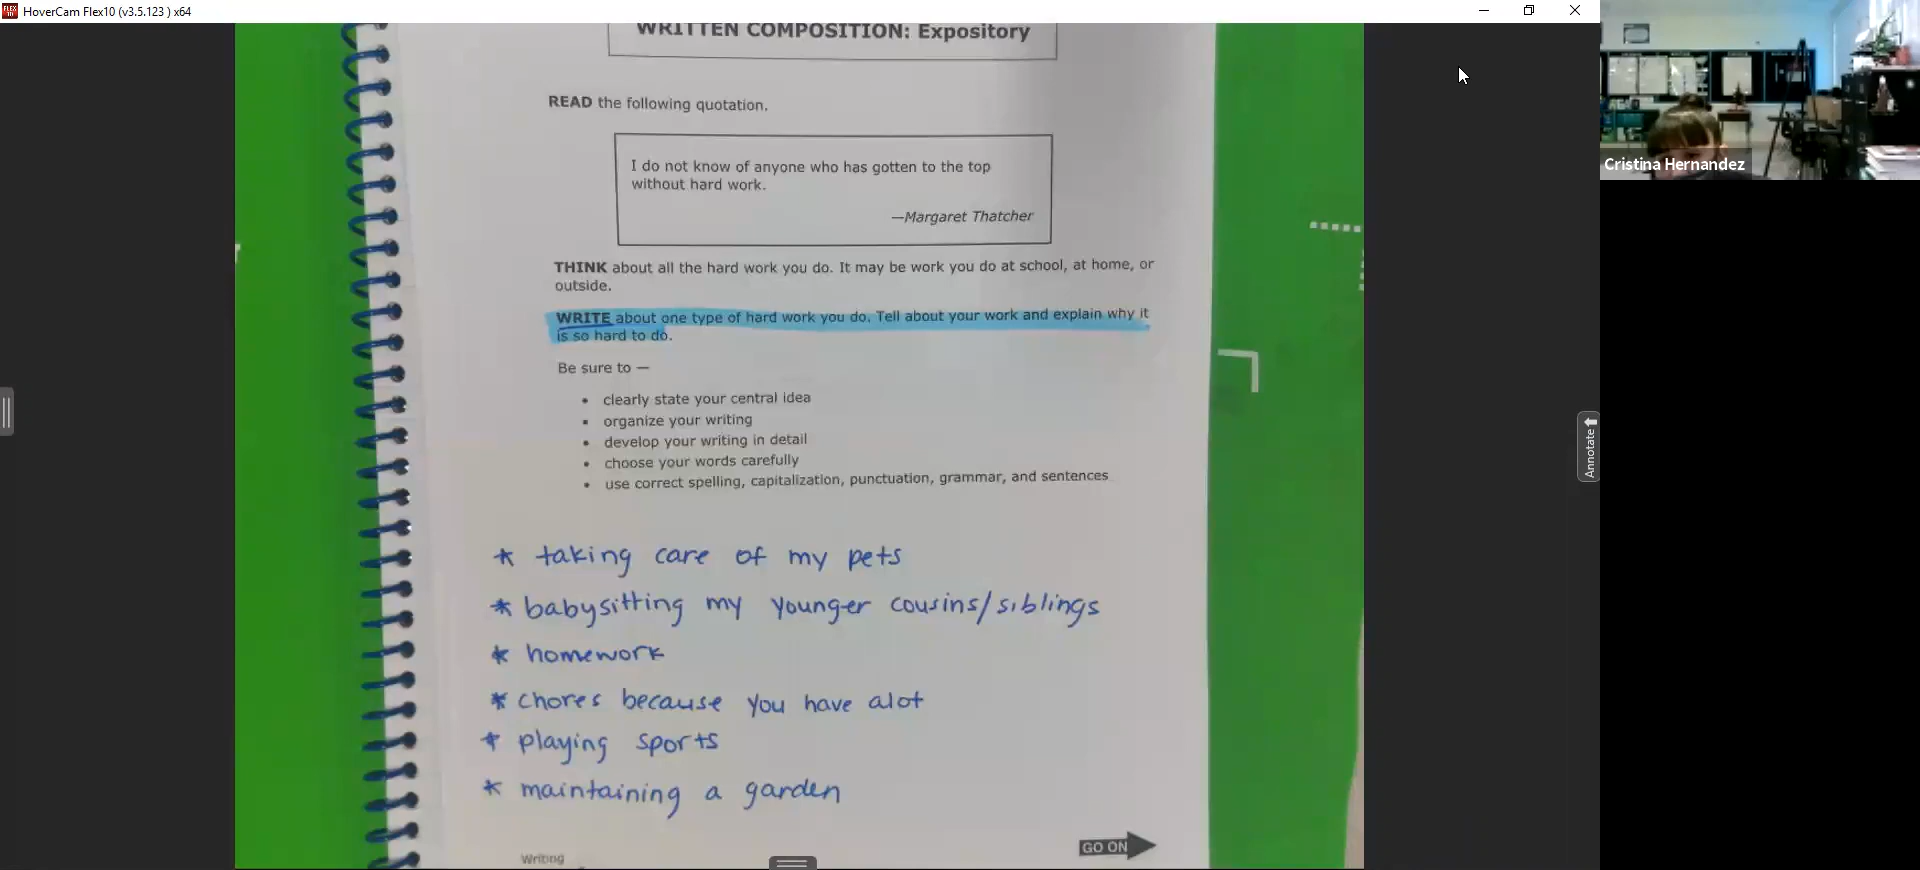 HoverCam Flex10 (v3.5.123 ) x64
WRITTEN COMPOSITION: Expository
READ the following quotation.
I do not know of anyone who has gotten to the top
without hard work.
—Margaret Thatcher
THINK about all the hard work you do. It may be work you do at school, at home, or
outside.
WRITE about one type of hard work you do. Tell about your work and explain why it
is so hard to do.
Be sure to —
• clearly state your central idea
• organize your writing
• develop your writing in detail
• choose your words carefully
• use correct spelling, capitalization, punctuation, grammar, and sentences
* taking care of my pets
* babysitting my younger cousins/siblings
* homework
* chores because you have alot
* playing sports
* maintaining a garden
GO ON
Writing
Annotate
Cristina Hernandez